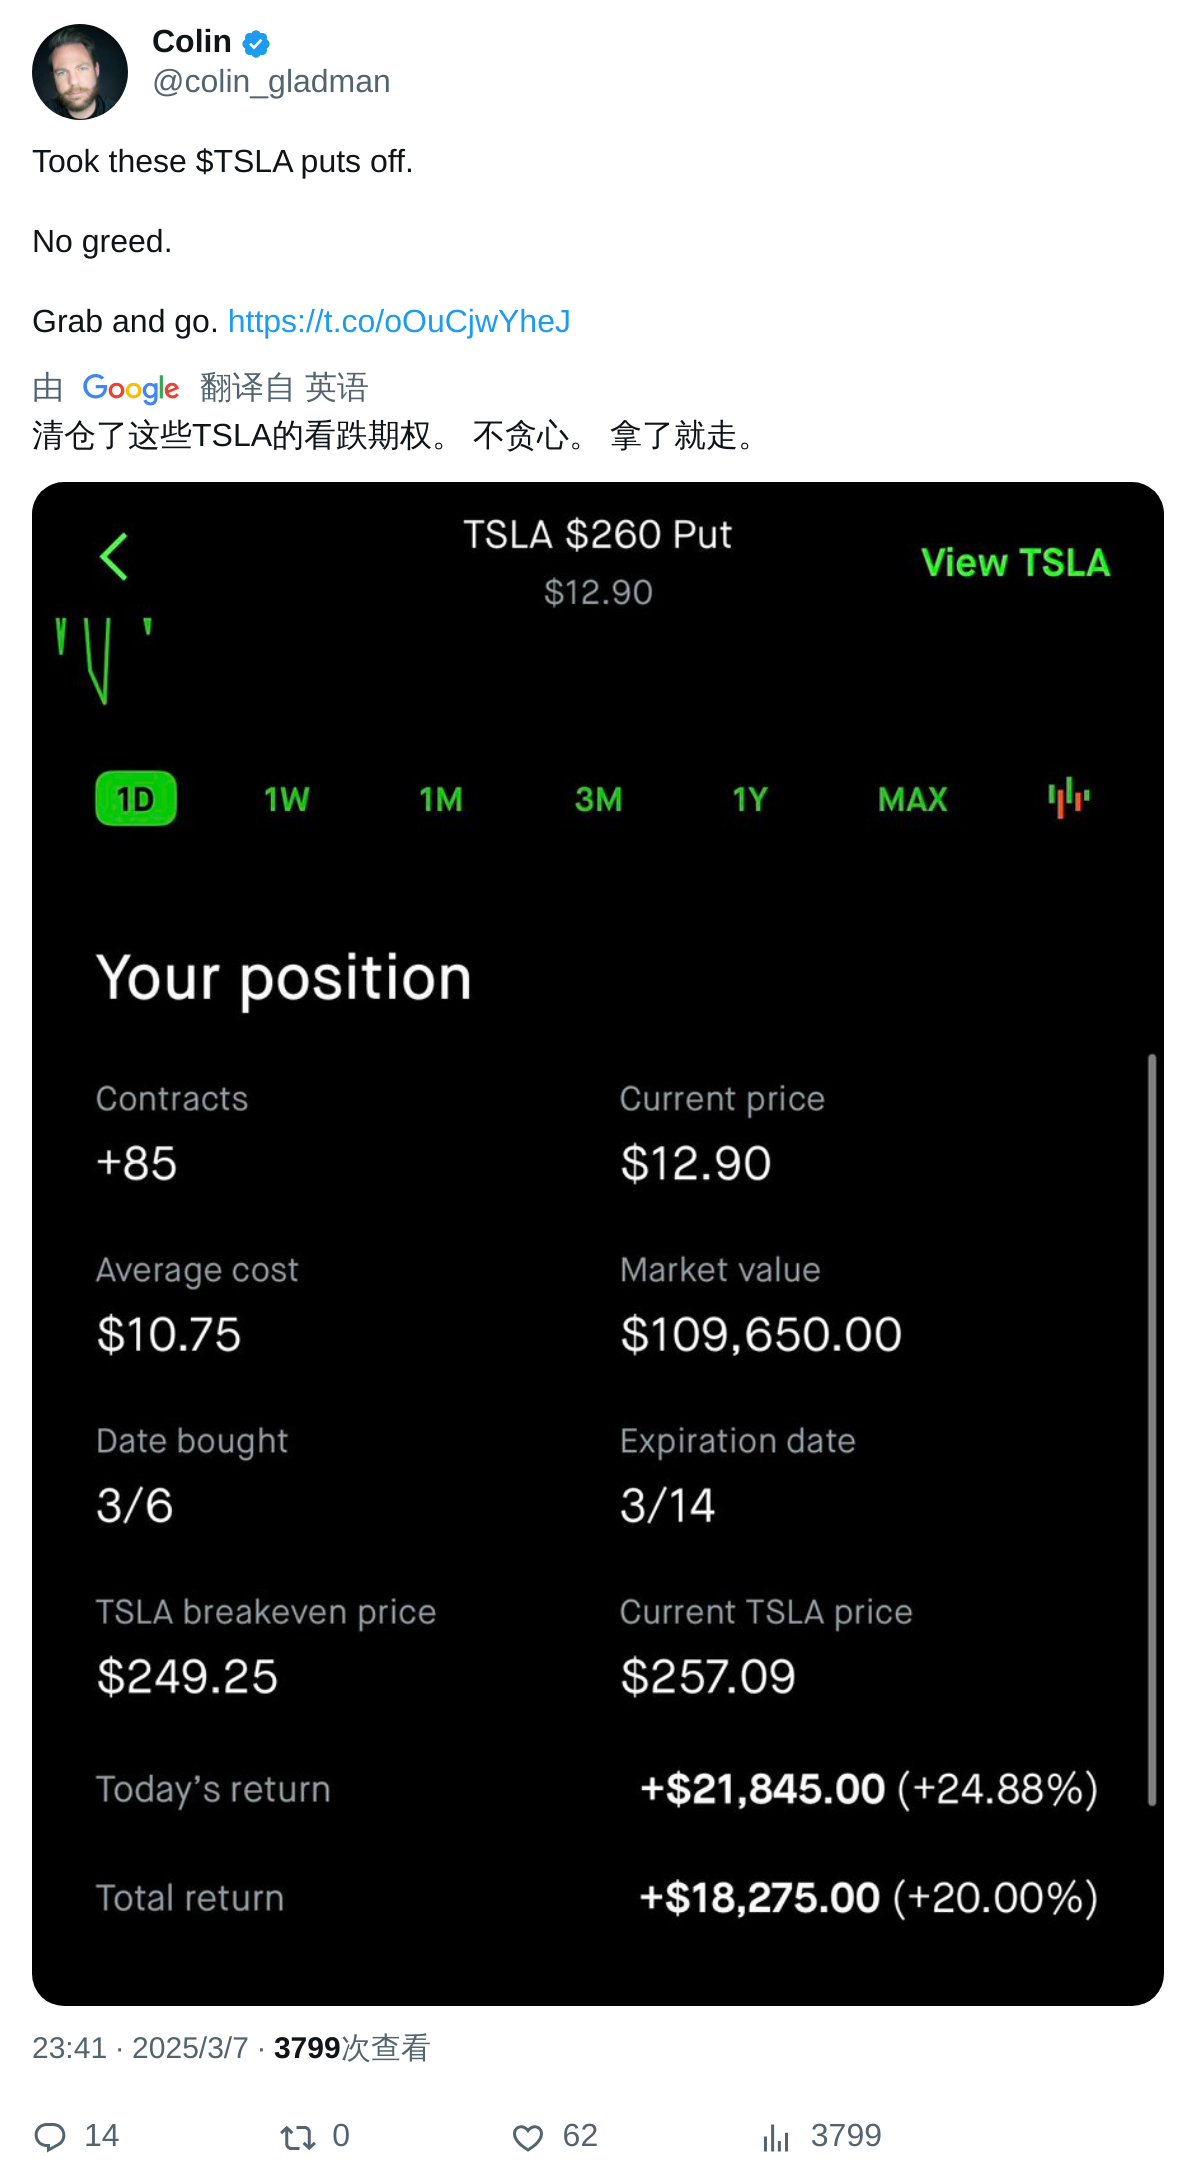 Colin
@colin_gladman
Took these $TSLA puts off.
No greed.
Grab and go. https://t.co/oOuCjwYheJ
由 Google 翻译自 英语
清仓了这些TSLA的看跌期权。 不贪心。 拿了就走。
TSLA $260 Put
$12.90
View TSLA
1D 1W 1M 3M 1Y MAX
Your position
Contracts
+85
Current price
$12.90
Average cost
$10.75
Market value
$109,650.00
Date bought
3/6
Expiration date
3/14
TSLA breakeven price
$249.25
Current TSLA price
$257.09
Today’s return +$21,845.00 (+24.88%)
Total return +$18,275.00 (+20.00%)
23:41 · 2025/3/7 · 3799次查看
14 0 62 3799